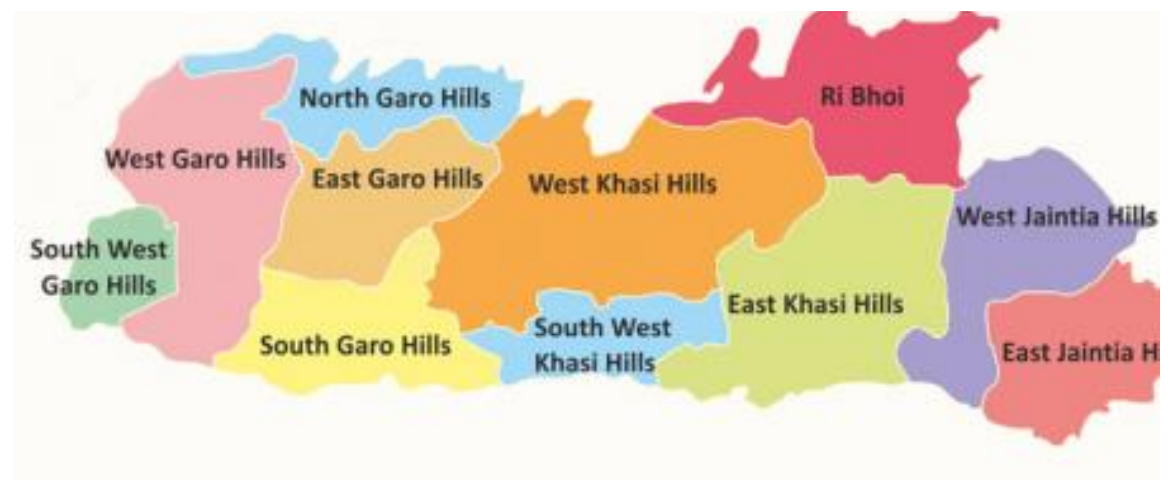 North Garo Hills
Ri Bhoi
West Garo Hills
East Garo Hills
West Khasi Hills
West Jaintia Hills
South West
Garo Hills
East Khasi Hills
South West
Khasi Hills
South Garo Hills
East Jaintia H